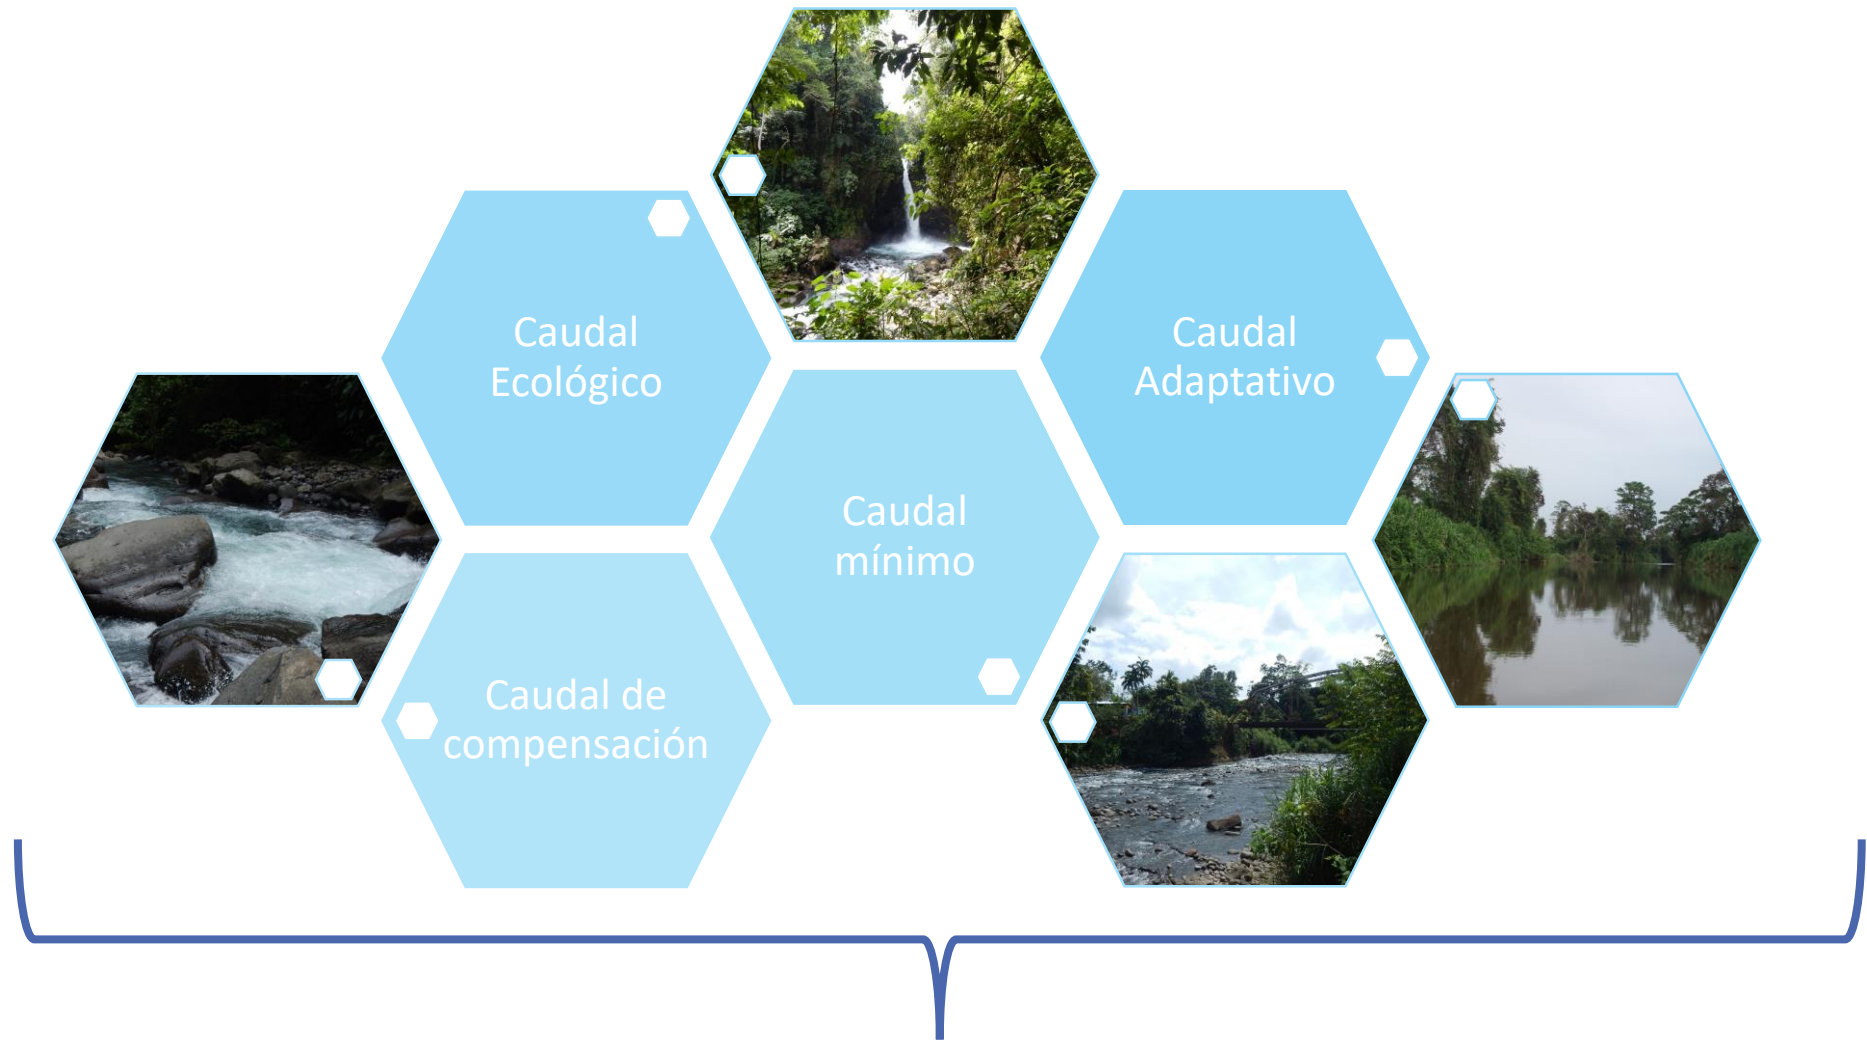 Caudal
Ecológico
Caudal
Adaptativo
Caudal
mínimo
Caudal de
compensación